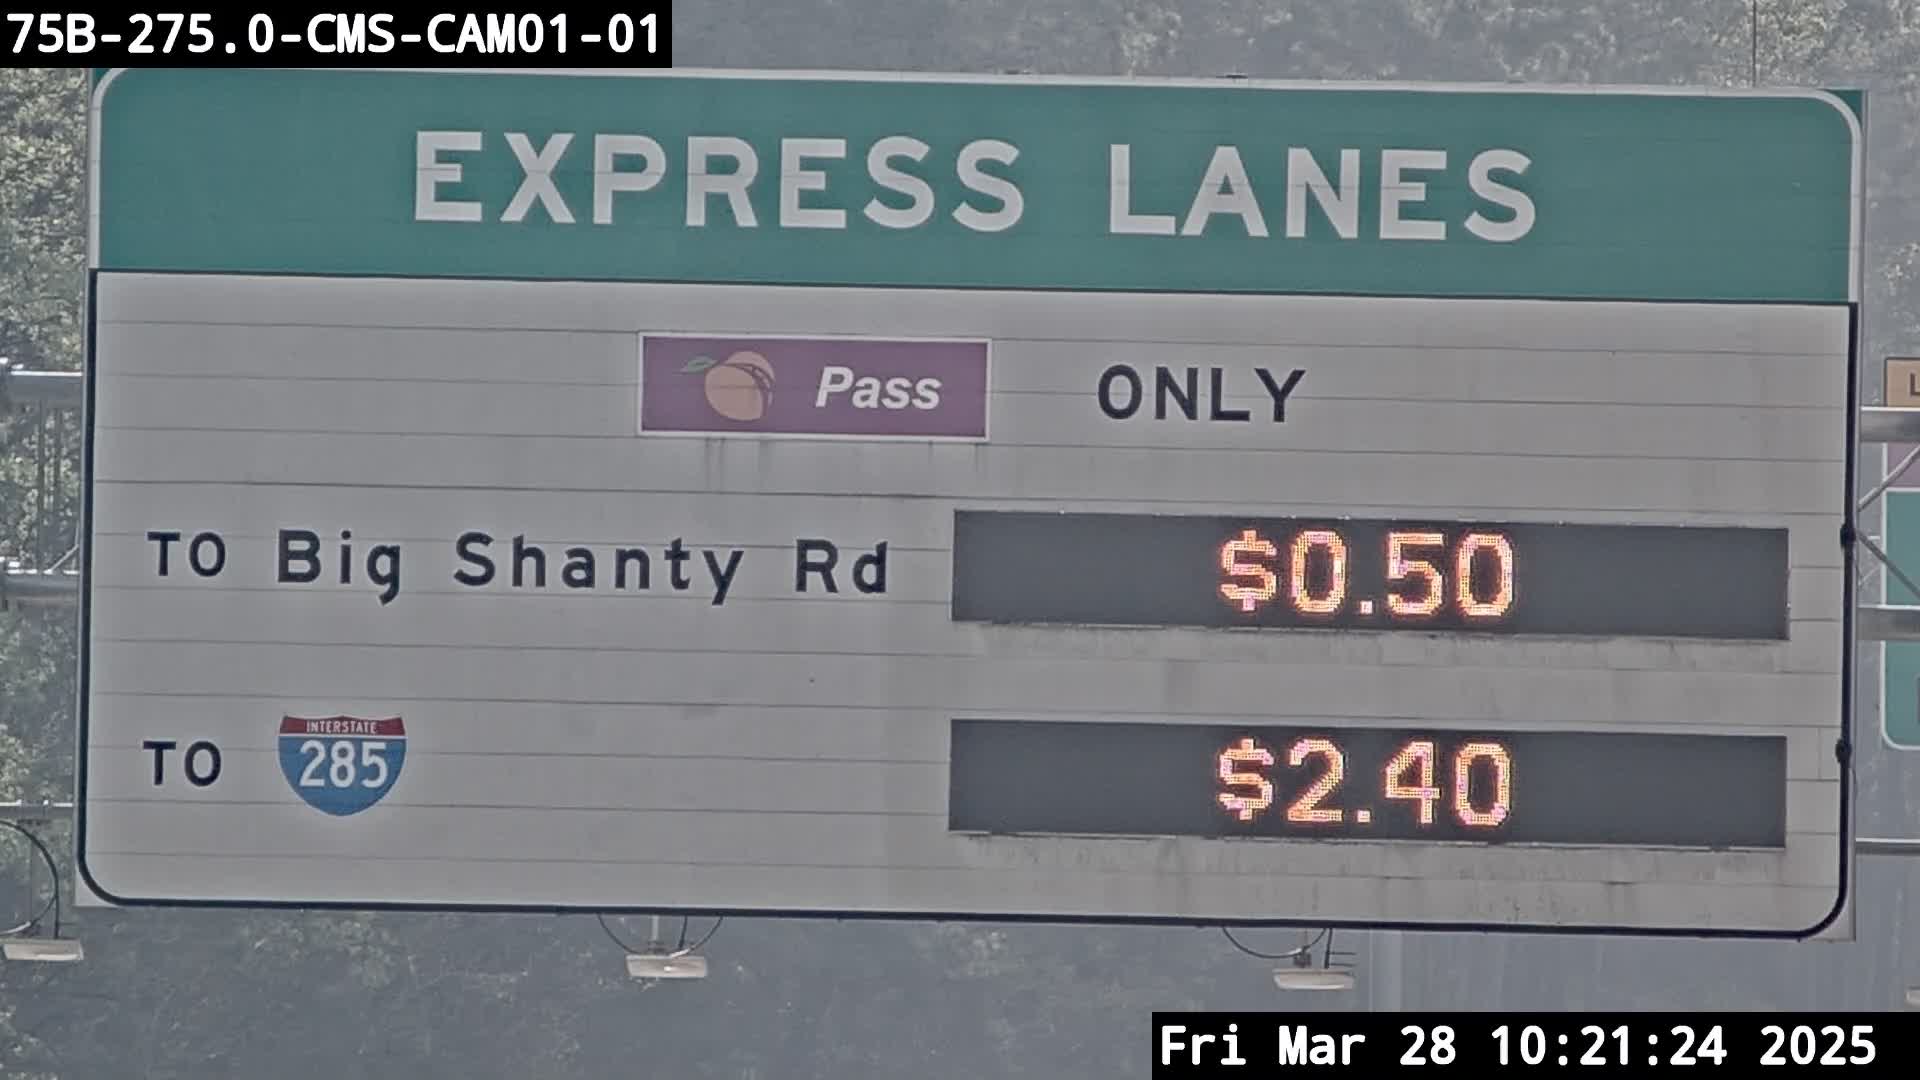 75B-275.0-CMS-CAM01-01
EXPRESS LANES
Pass ONLY
TO Big Shanty Rd $0.50
TO INTERSTATE 285 $2.40
Fri Mar 28 10:21:24 2025